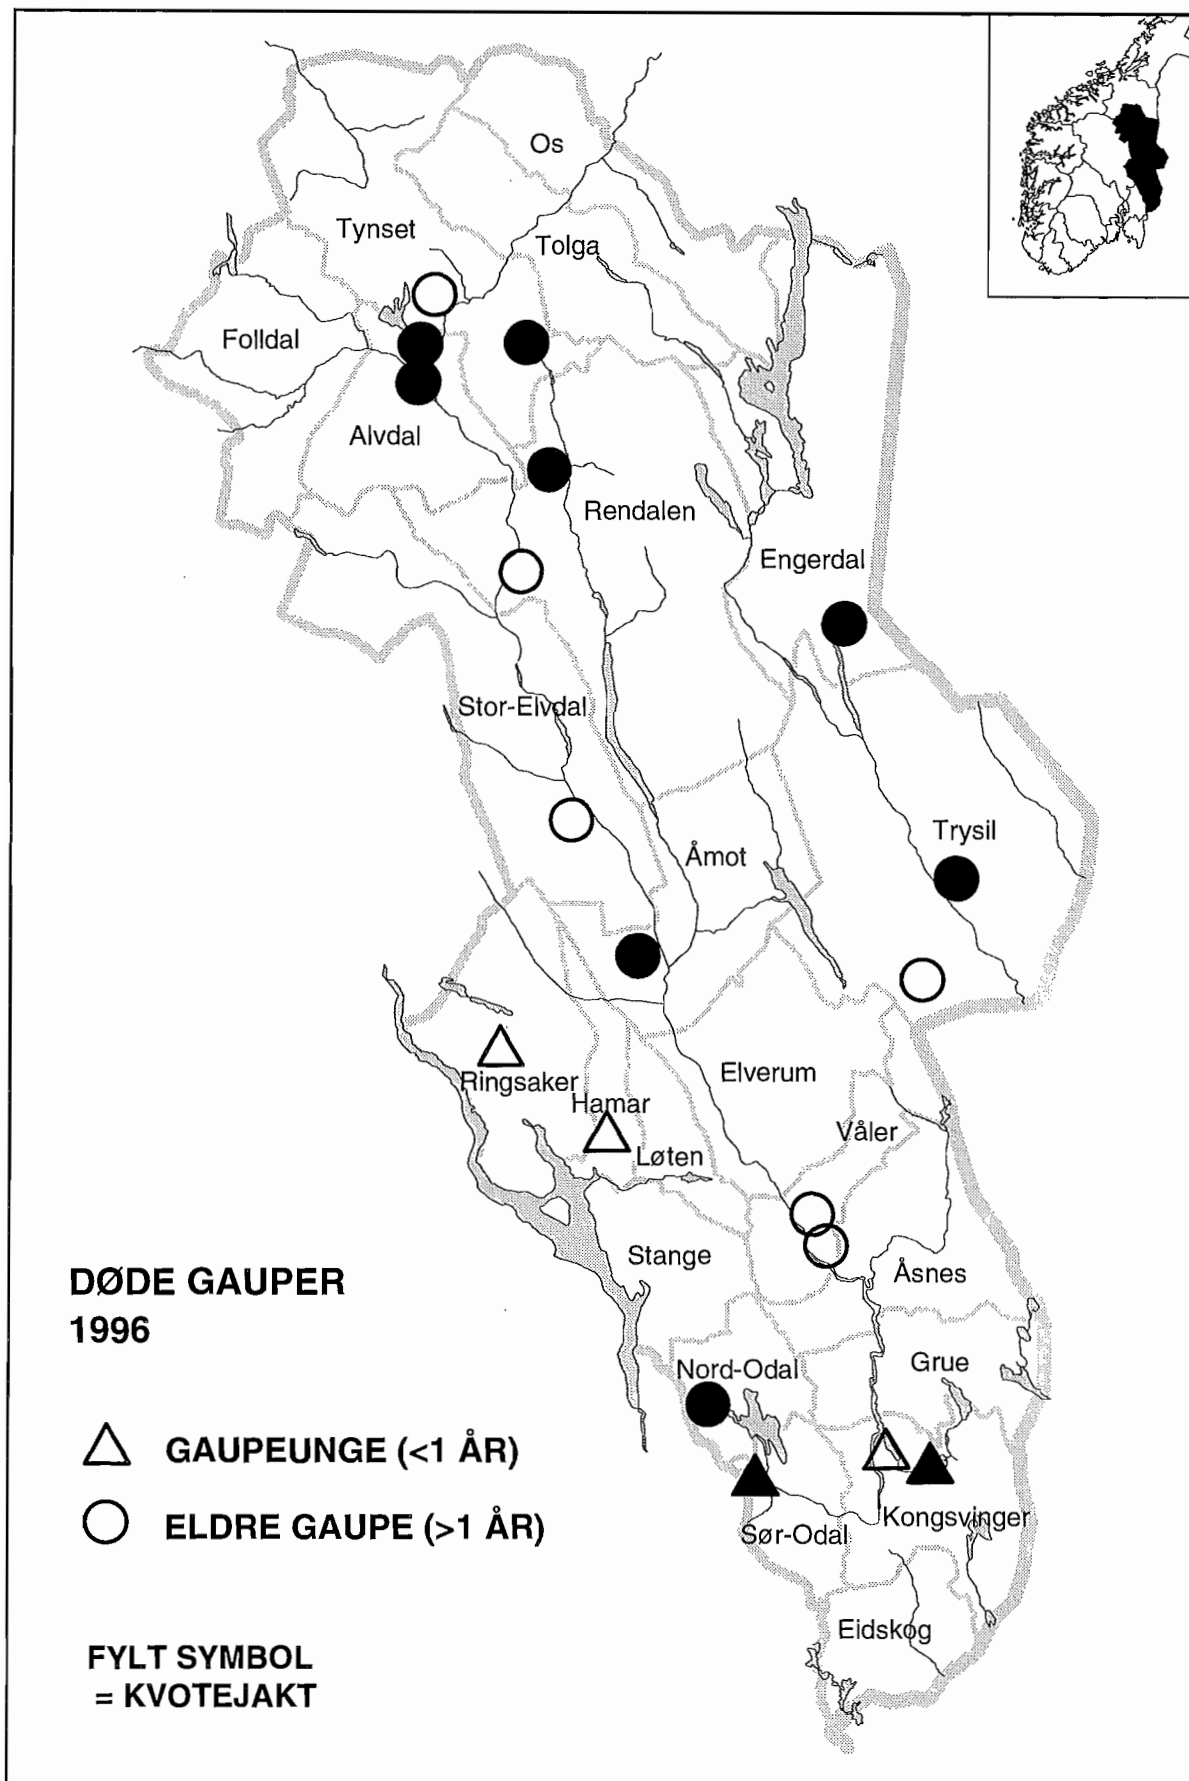 Os
Tynset
Tolga
Folldal
Alvdal
Rendalen
Engerdal
Stor-Elvdal
Trysil
Åmot
Elverum
Ringsaker
Hamar
Våler
Løten
Stange
Åsnes
DØDE GAUPER
1996
Grue
Nord-Odal
GAUPEUNGE (<1 ÅR)
Kongsvinger
ELDRE GAUPE (>1 ÅR)
Sør-Odal
Eidskog
FYLT SYMBOL
= KVOTEJAKT